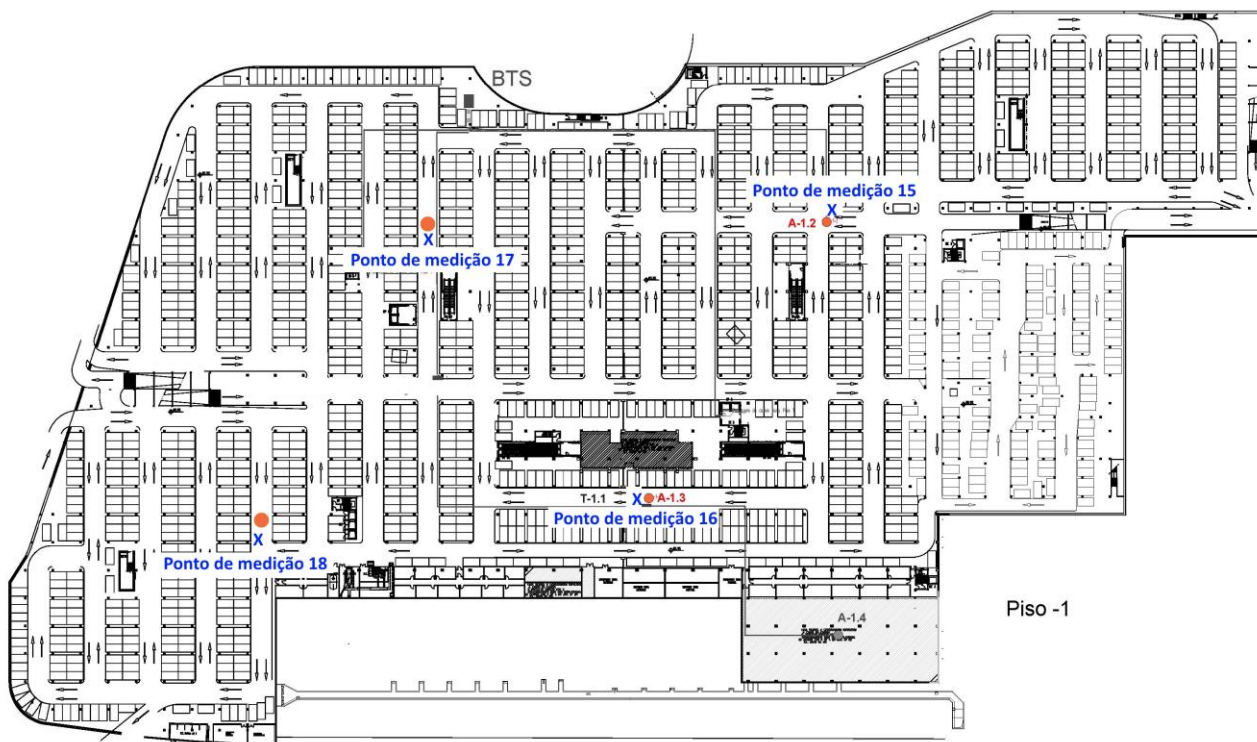 BTS
Ponto de medição 15
X
A-1.2
X
Ponto de medição 17
T-1.1
X
A-1.3
Ponto de medição 16
X
Ponto de medição 18
Piso -1
A-1.4